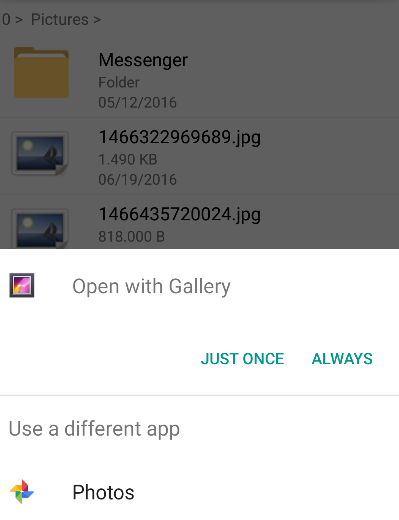 0 > Pictures >
Messenger
Folder
05/12/2016
1466322969689.jpg
1.490 KB
06/19/2016
1466435720024.jpg
818.000 B
Open with Gallery
JUST ONCE ALWAYS
Use a different app
Photos